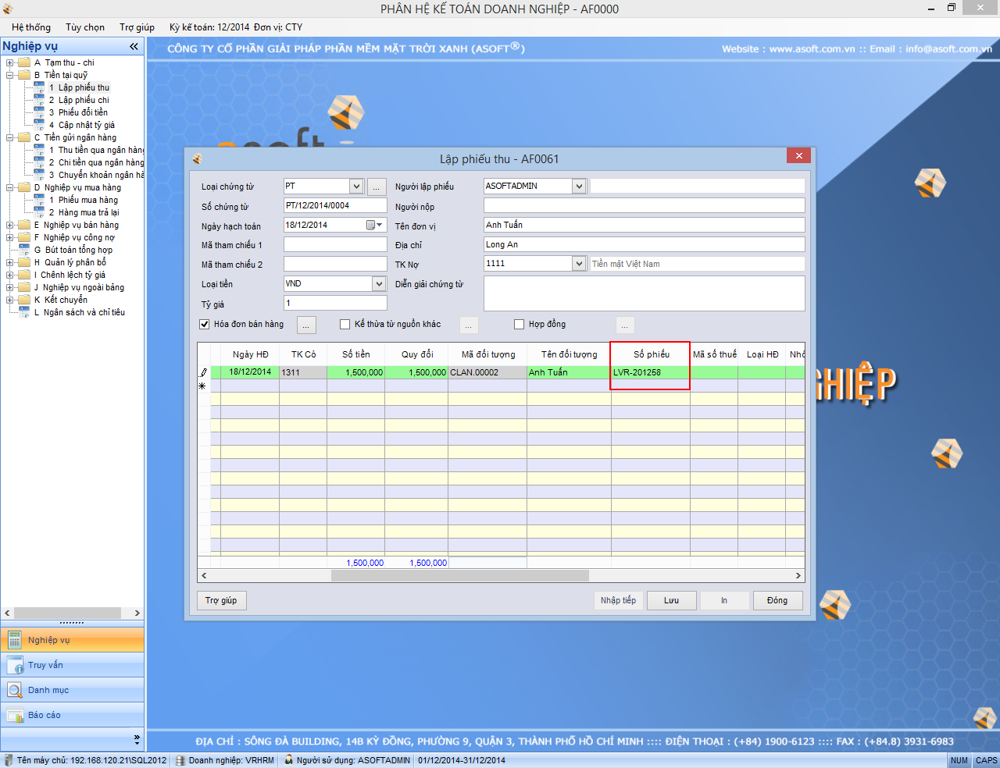 PHÂN HỆ KẾ TOÁN DOANH NGHIỆP - AF0000
Hệ thống Tùy chọn Trợ giúp Kỳ kế toán: 12/2014 Đơn vị: CTY
Nghiệp vụ
CÔNG TY CỔ PHẦN GIẢI PHÁP PHẦN MỀM MẶT TRỜI XANH (ASOFT®)
Website : www.asoft.com.vn :: Email : info@asoft.com.vn
A Tạm thu - chi
B Tiền tại quỹ
1 Lập phiếu thu
2 Lập phiếu chi
3 Phiếu đổi tiền
4 Cập nhật tỷ giá
C Tiền gửi ngân hàng
1 Thu tiền qua ngân hàng
2 Chi tiền qua ngân hàng
3 Chuyển khoản ngân hà
D Nghiệp vụ mua hàng
1 Phiếu mua hàng
2 Hàng mua trả lại
E Nghiệp vụ bán hàng
F Nghiệp vụ công nợ
G Bút toán tổng hợp
H Quản lý phân bổ
I Chênh lệch tỷ giá
J Nghiệp vụ ngoài bảng
K Kết chuyển
L Ngân sách và chỉ tiêu
Nghiệp vụ
Truy vấn
Danh mục
Báo cáo
Lập phiếu thu - AF0061
Loại chứng từ PT ... Người lập phiếu ASOFTADMIN
Số chứng từ PT/12/2014/0004 Người nộp
Ngày hạch toán 18/12/2014 Tên đơn vị Anh Tuấn
Mã tham chiếu 1 Địa chỉ Long An
Mã tham chiếu 2 TK Nợ 1111 Tiền mặt Việt Nam
Loại tiền VND Diễn giải chứng từ
Tỷ giá 1
Hóa đơn bán hàng ... Kế thừa từ nguồn khác ... Hợp đồng ...
Ngày HĐ TK Có Số tiền Quy đổi Mã đối tượng Tên đối tượng Số phiếu Mã số thuế Loại HĐ Nhó
18/12/2014 1311 1,500,000 1,500,000 CLAN.00002 Anh Tuấn LVR-201258
1,500,000 1,500,000
Trợ giúp Nhập tiếp Lưu In Đóng
GHIỆP
ĐỊA CHỈ : SÔNG ĐÀ BUILDING, 14B KỲ ĐỒNG, PHƯỜNG 9, QUẬN 3, THÀNH PHỐ HỒ CHÍ MINH :::: ĐIỆN THOẠI : (+84) 1900-6123 :::: FAX : (+84.8) 3931-6983
Tên máy chủ: 192.168.120.21\SQL2012 Doanh nghiệp: VRHRM Người sử dụng: ASOFTADMIN 01/12/2014-31/12/2014 NUM CAPS